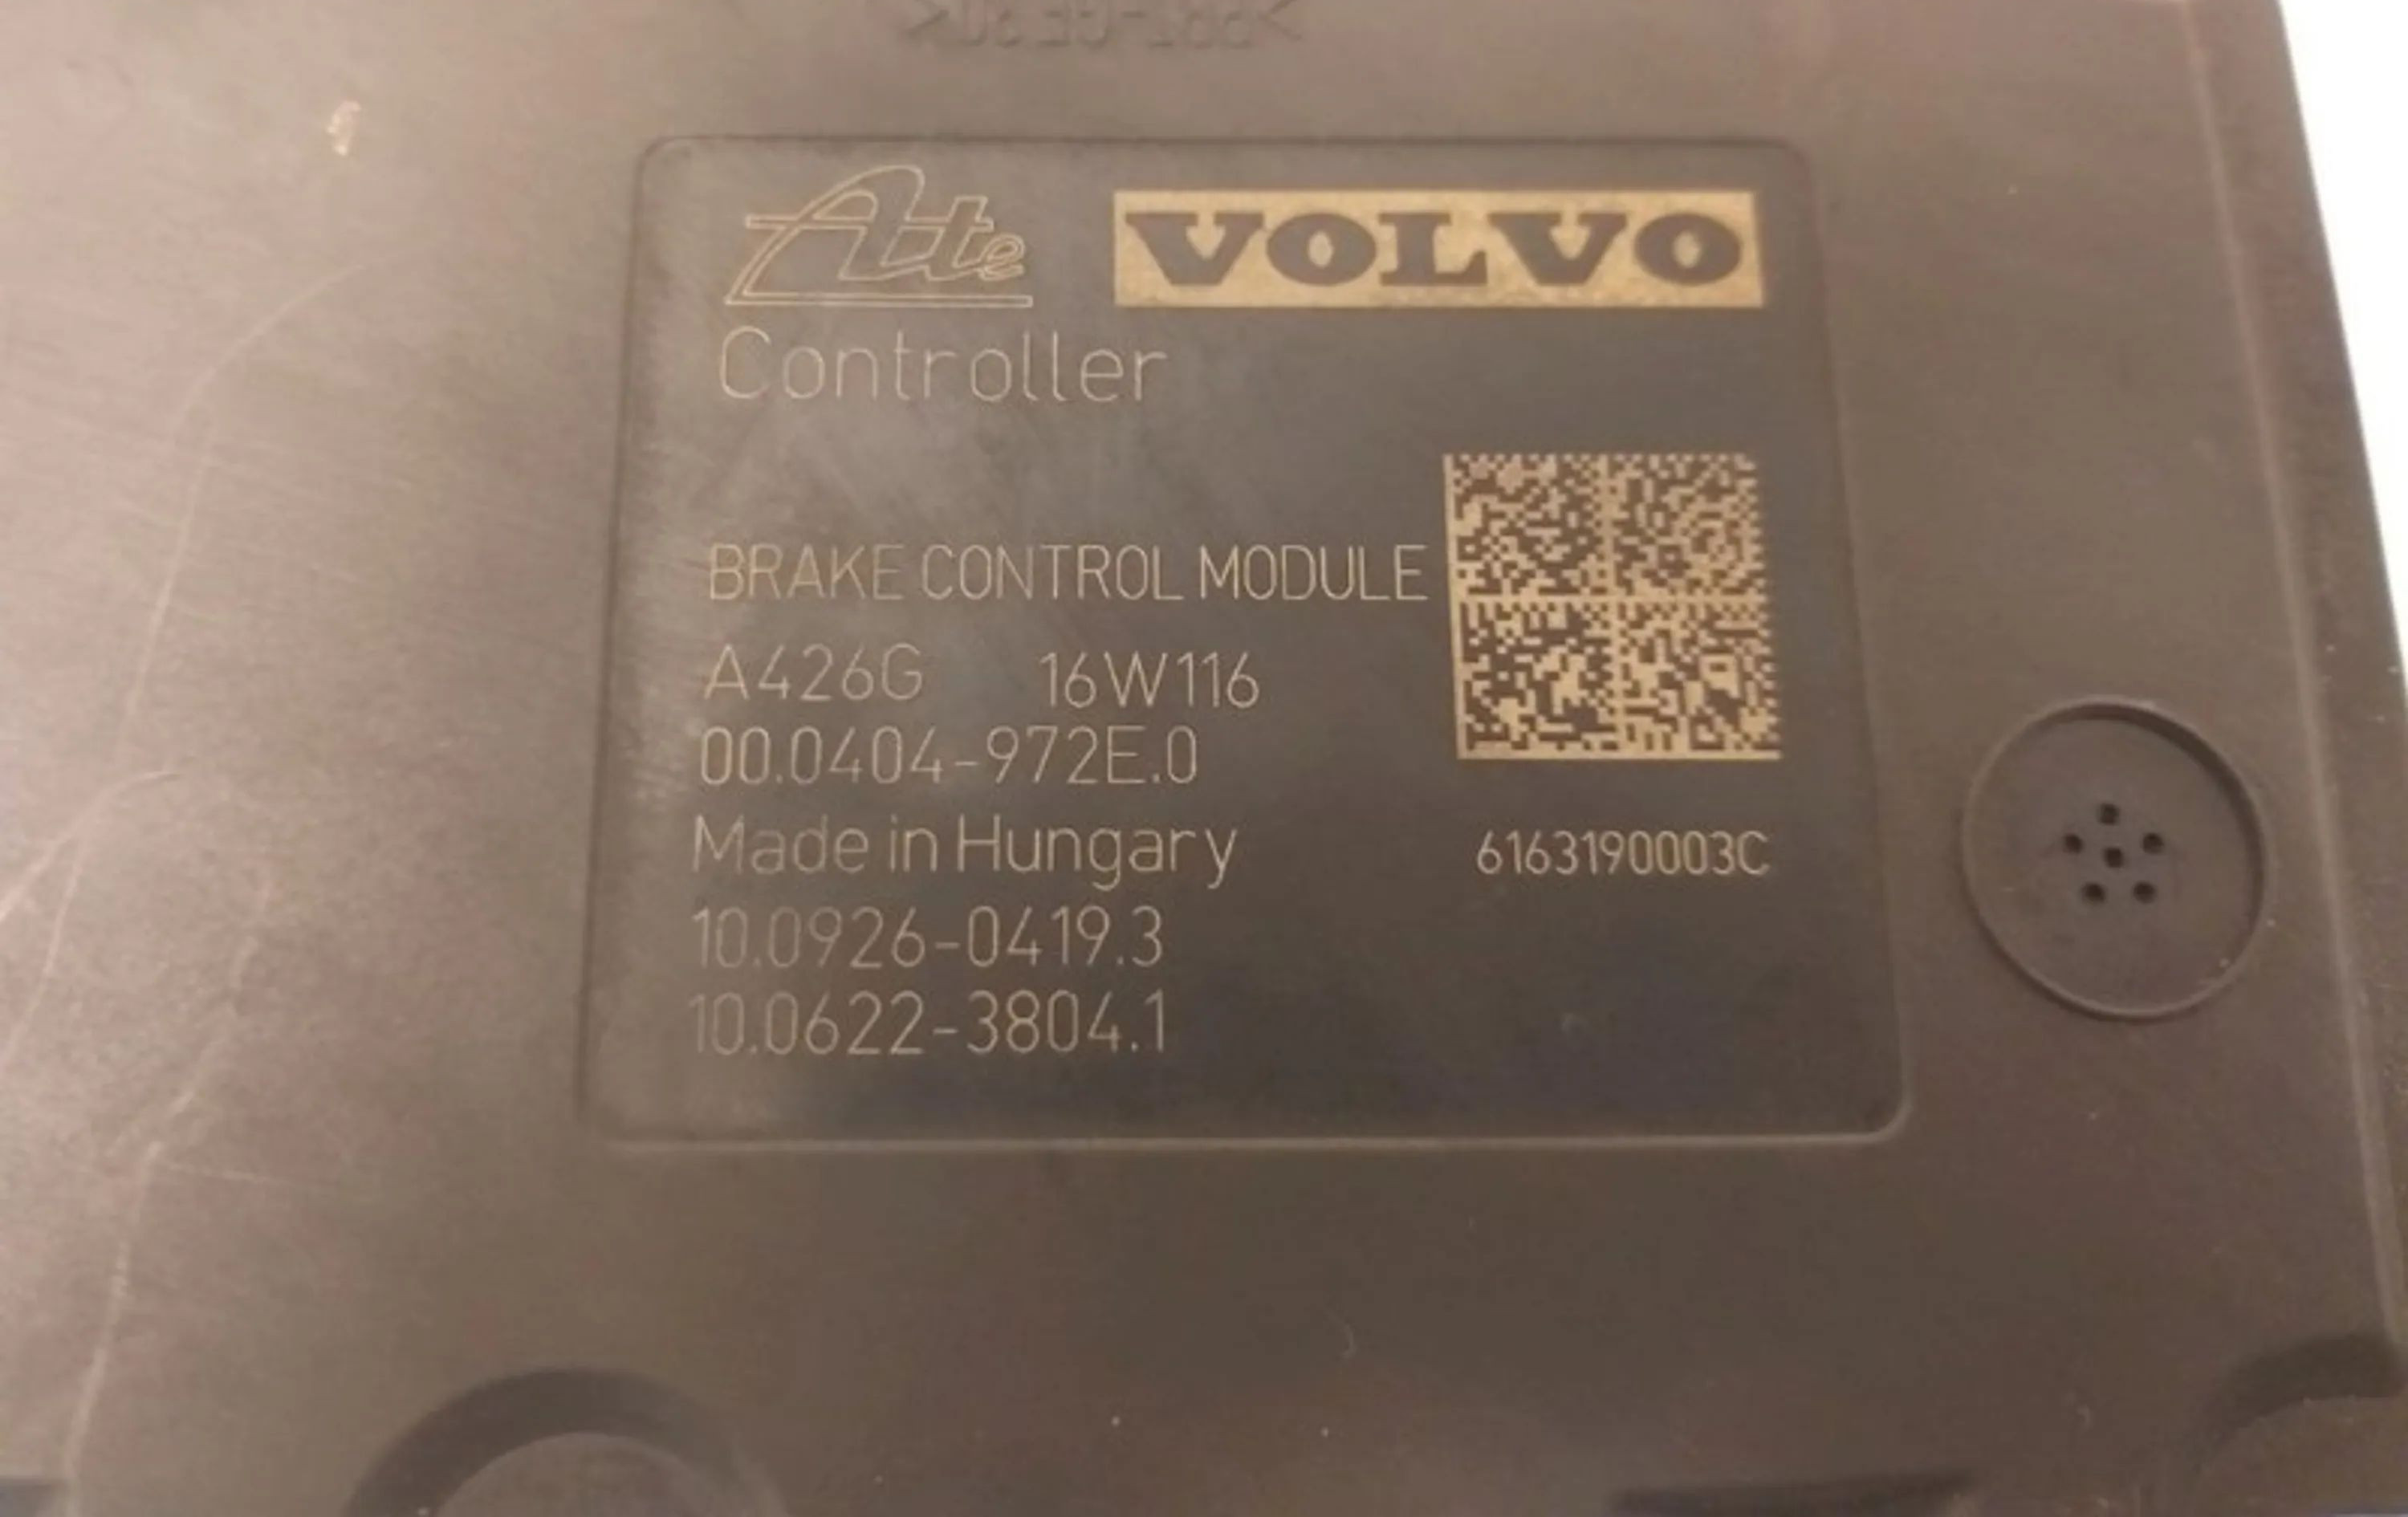 Ate VOLVO
Controller
BRAKE CONTROL MODULE
A426G 16W116
00.0404-972E.0
Made in Hungary
6163190003C
10.0926-0419.3
10.0622-3804.1